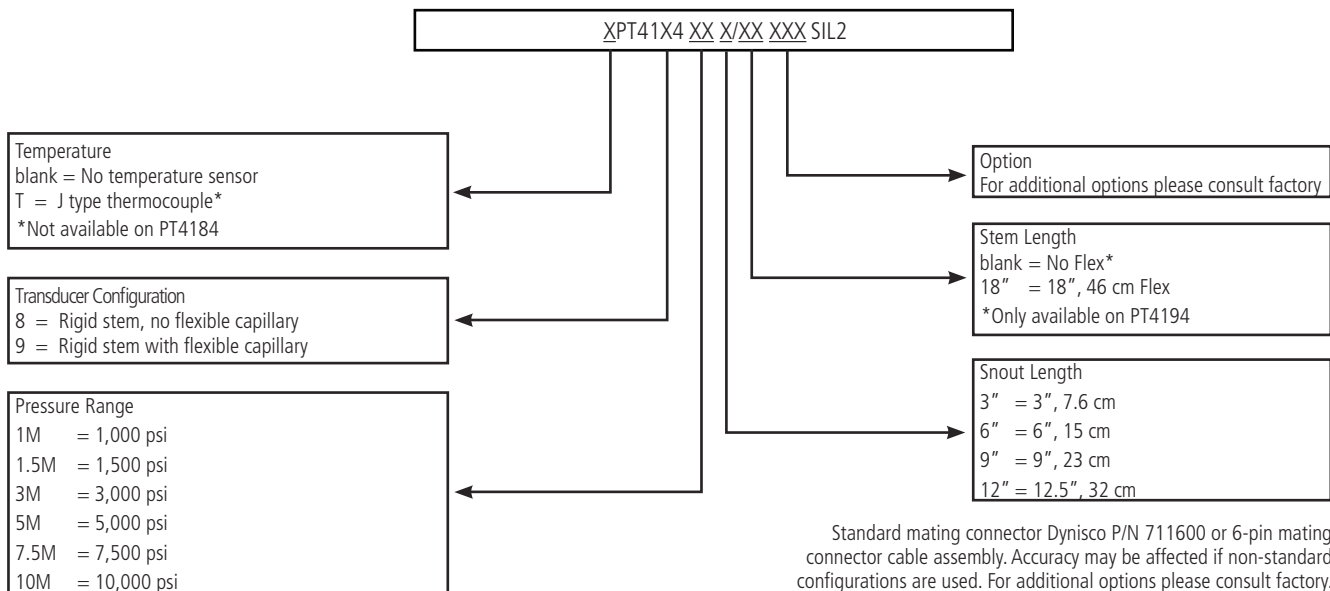 XPT41X4 XX X/XX XXX SIL2
Temperature
blank = No temperature sensor
T = J type thermocouple*
*Not available on PT4184
Transducer Configuration
8 = Rigid stem, no flexible capillary
9 = Rigid stem with flexible capillary
Pressure Range
1M = 1,000 psi
1.5M = 1,500 psi
3M = 3,000 psi
5M = 5,000 psi
7.5M = 7,500 psi
10M = 10,000 psi
Option
For additional options please consult factory
Stem Length
blank = No Flex*
18” = 18”, 46 cm Flex
*Only available on PT4194
Snout Length
3” = 3”, 7.6 cm
6” = 6”, 15 cm
9” = 9”, 23 cm
12” = 12.5”, 32 cm
Standard mating connector Dynisco P/N 711600 or 6-pin mating
connector cable assembly. Accuracy may be affected if non-standard
configurations are used. For additional options please consult factory.